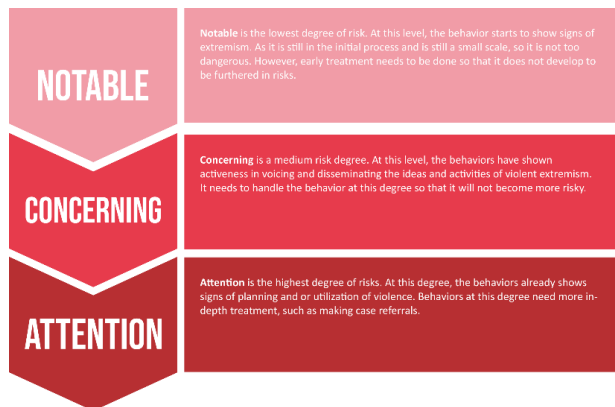 NOTABLE
Notable is the lowest degree of risk. At this level, the behavior starts to show signs of
extremism. As it is still in the initial process and is still a small scale, so it is not too
dangerous. However, early treatment needs to be done so that it does not develop to
be furthered in risks.
CONCERNING
Concerning is a medium risk degree. At this level, the behaviors have shown
activeness in voicing and disseminating the ideas and activities of violent extremism.
It needs to handle the behavior at this degree so that it will not become more risky.
ATTENTION
Attention is the highest degree of risks. At this degree, the behaviors already shows
signs of planning and or utilization of violence. Behaviors at this degree need more in-
depth treatment, such as making case referrals.